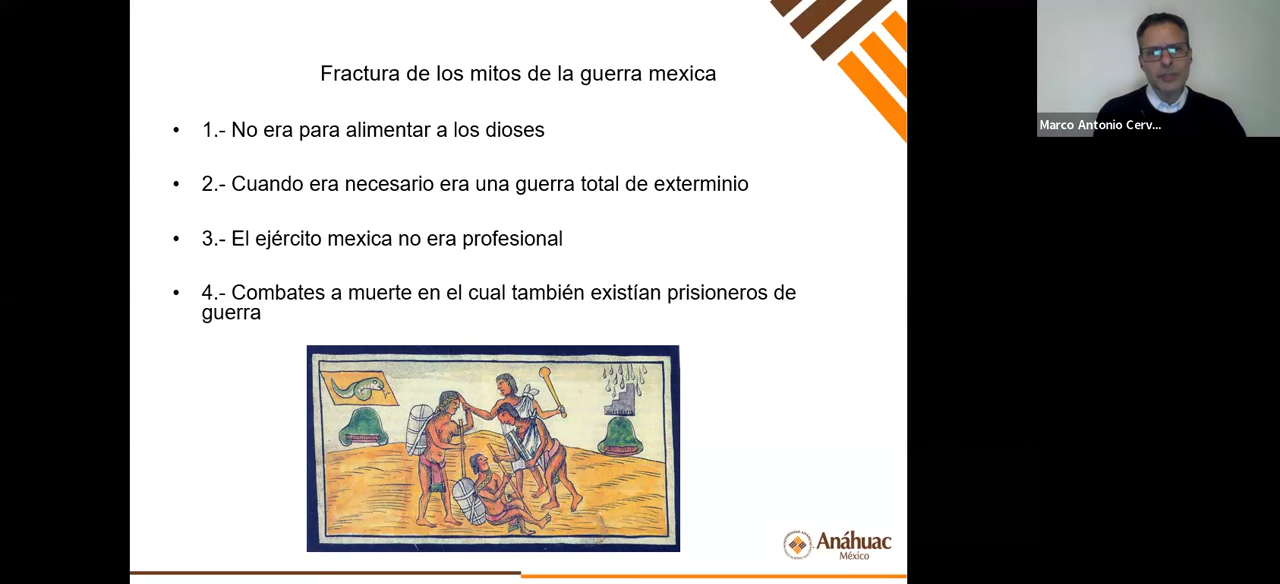 Fractura de los mitos de la guerra mexica
• 1.- No era para alimentar a los dioses
• 2.- Cuando era necesario era una guerra total de exterminio
• 3.- El ejército mexica no era profesional
• 4.- Combates a muerte en el cual también existían prisioneros de
guerra
Marco Antonio Cerv...
Anáhuac
México